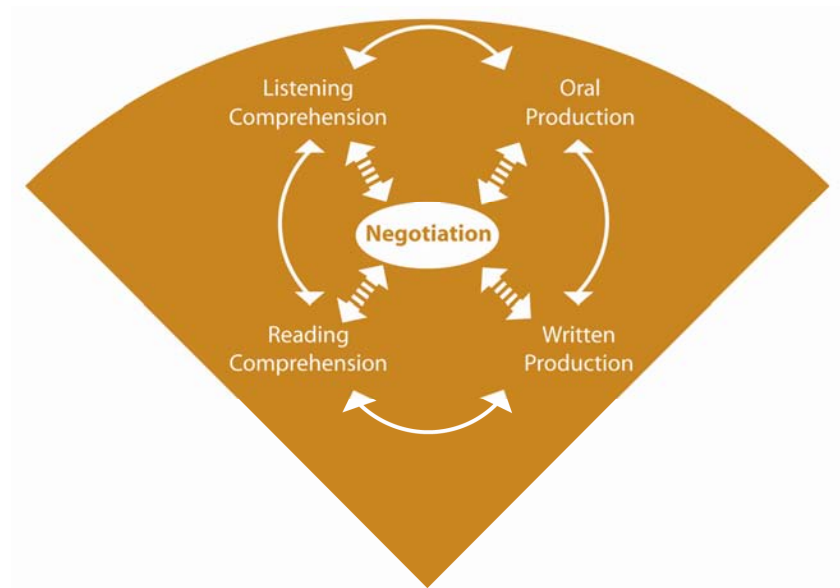 Listening
Comprehension
Oral
Production
Negotiation
Reading
Comprehension
Written
Production